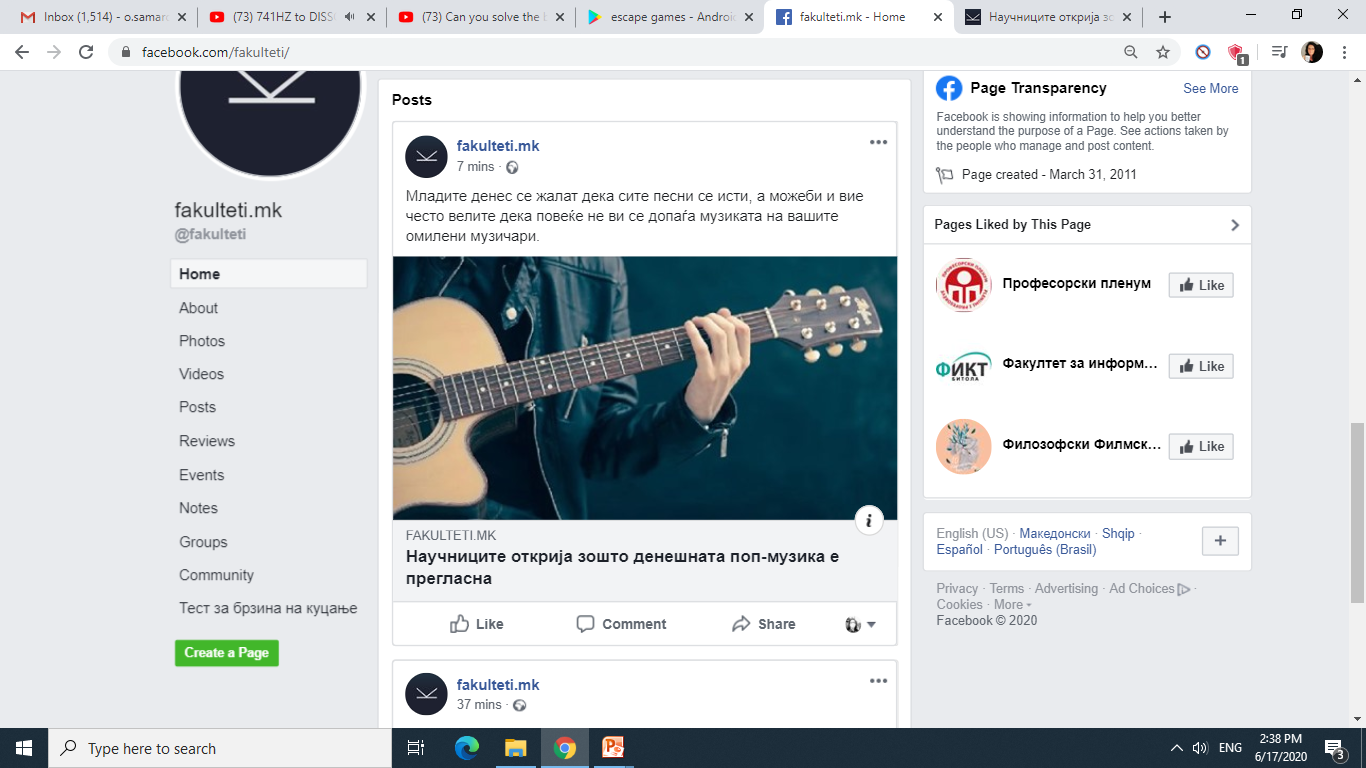 Inbox (1,514) - o.samard
(73) 741HZ to DISSO
(73) Can you solve the b
escape games - Android
fakulteti.mk - Home
Научниците открија зо
facebook.com/fakulteti/
1
fakulteti.mk
@fakulteti
Home
About
Photos
Videos
Posts
Reviews
Events
Notes
Groups
Community
Тест за брзина на куцање
Create a Page
Posts
fakulteti.mk
7 mins ·
Младите денес се жалат дека сите песни се исти, а можеби и вие
често велите дека повеќе не ви се допаѓа музиката на вашите
омилени музичари.
FAKULTETI.MK
Научниците открија зошто денешната поп-музика е
прегласна
Like Comment Share
fakulteti.mk
37 mins ·
Page Transparency See More
Facebook is showing information to help you better
understand the purpose of a Page. See actions taken by
the people who manage and post content.
Page created - March 31, 2011
Pages Liked by This Page
Професорски пленум Like
ФИКТ
БИТОЛА
Факултет за информ... Like
Филозофски Филмск... Like
English (US) · Македонски · Shqip ·
Español · Português (Brasil)
Privacy · Terms · Advertising · Ad Choices ·
Cookies · More
Facebook © 2020
Type here to search
ENG
2:38 PM
6/17/2020
3